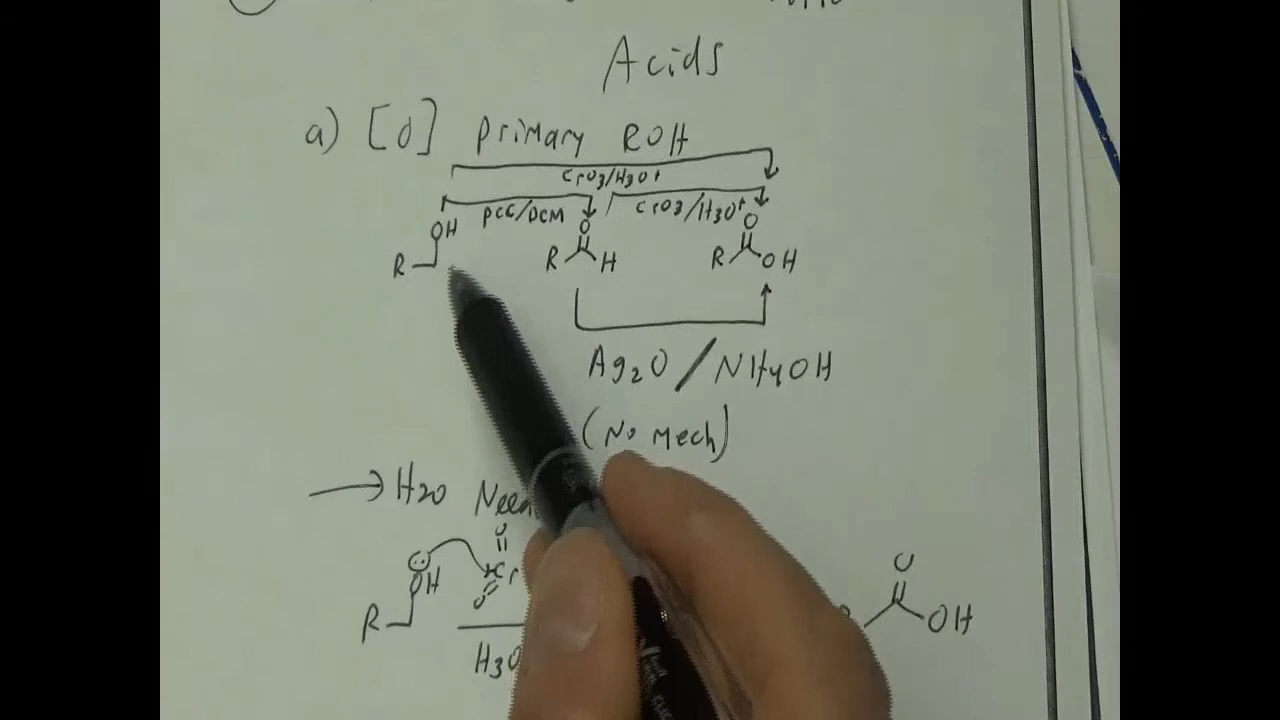 Acids
a) [O] Primary ROH
CrO3/H3O+
PCC/DCM CrO3/H3O+
OH O O
R R H R OH
Ag2O / NH4OH
(No Mech)
→ H2O
O
OH Cr O
R O OH
H3O